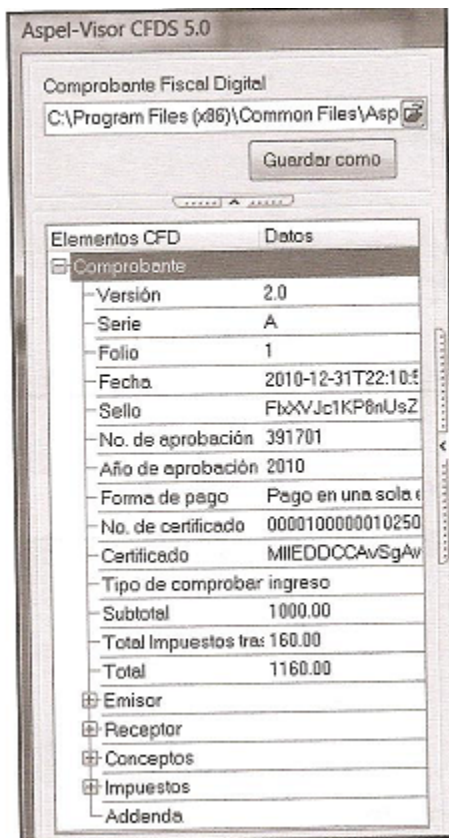 Aspel-Visor CFDS 5.0
Comprobante Fiscal Digital
C:\Program Files (x86)\Common Files\Asp
Guardar como
Elementos CFD Datos
Comprobante
Versión 2.0
Serie A
Folio 1
Fecha 2010-12-31T22:10:5
Sello FlxXVJc1KP8nUsZ
No. de aprobación 391701
Año de aprobación 2010
Forma de pago Pago en una sola e
No. de certificado 0000100000010250
Certificado MIIEDDCCAvSgAw
Tipo de comprobar ingreso
Subtotal 1000.00
Total Impuestos tras 160.00
Total 1160.00
Emisor
Receptor
Conceptos
Impuestos
Addenda